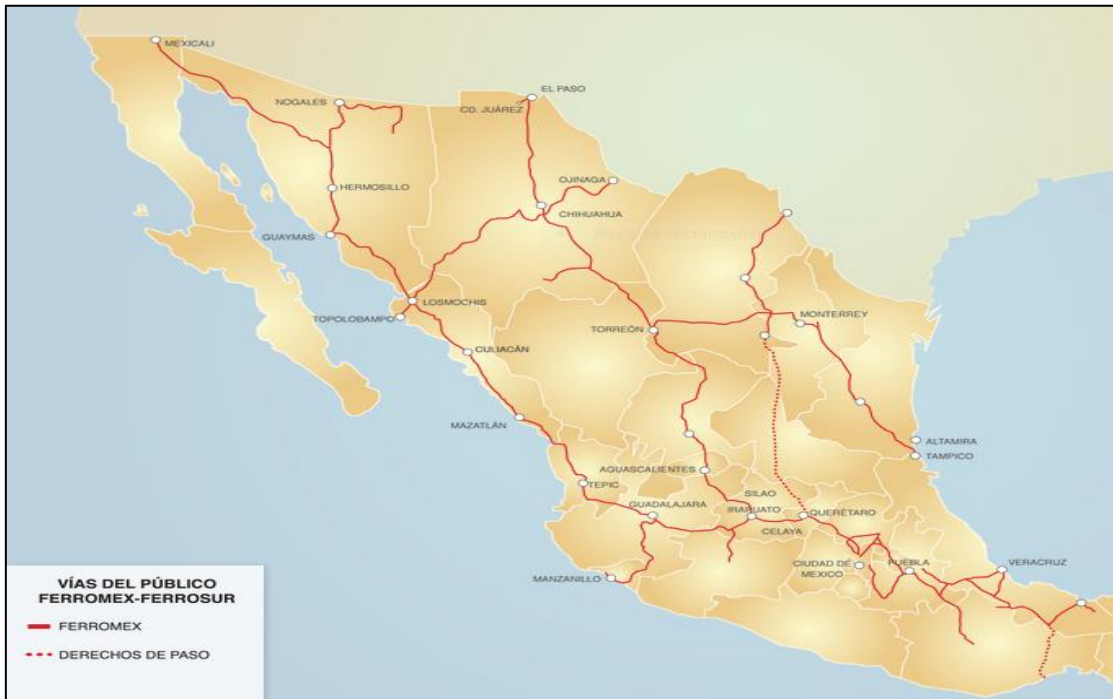 MEXICALI
EL PASO
NOGALES
CD. JUÁREZ
OJINAGA
HERMOSILLO
CHIHUAHUA
GUAYMAS
LOSMOCHIS
TOPOLOBAMPO
MONTERREY
TORREÓN
CULIACÁN
MAZATLÁN
ALTAMIRA
TAMPICO
AGUASCALIENTES
TEPIC
SILAO
GUADALAJARA
IRAPUATO
QUERÉTARO
CELAYA
CIUDAD DE
MEXICO
PUEBLA
VERACRUZ
MANZANILLO
VÍAS DEL PÚBLICO
FERROMEX-FERROSUR
FERROMEX
DERECHOS DE PASO